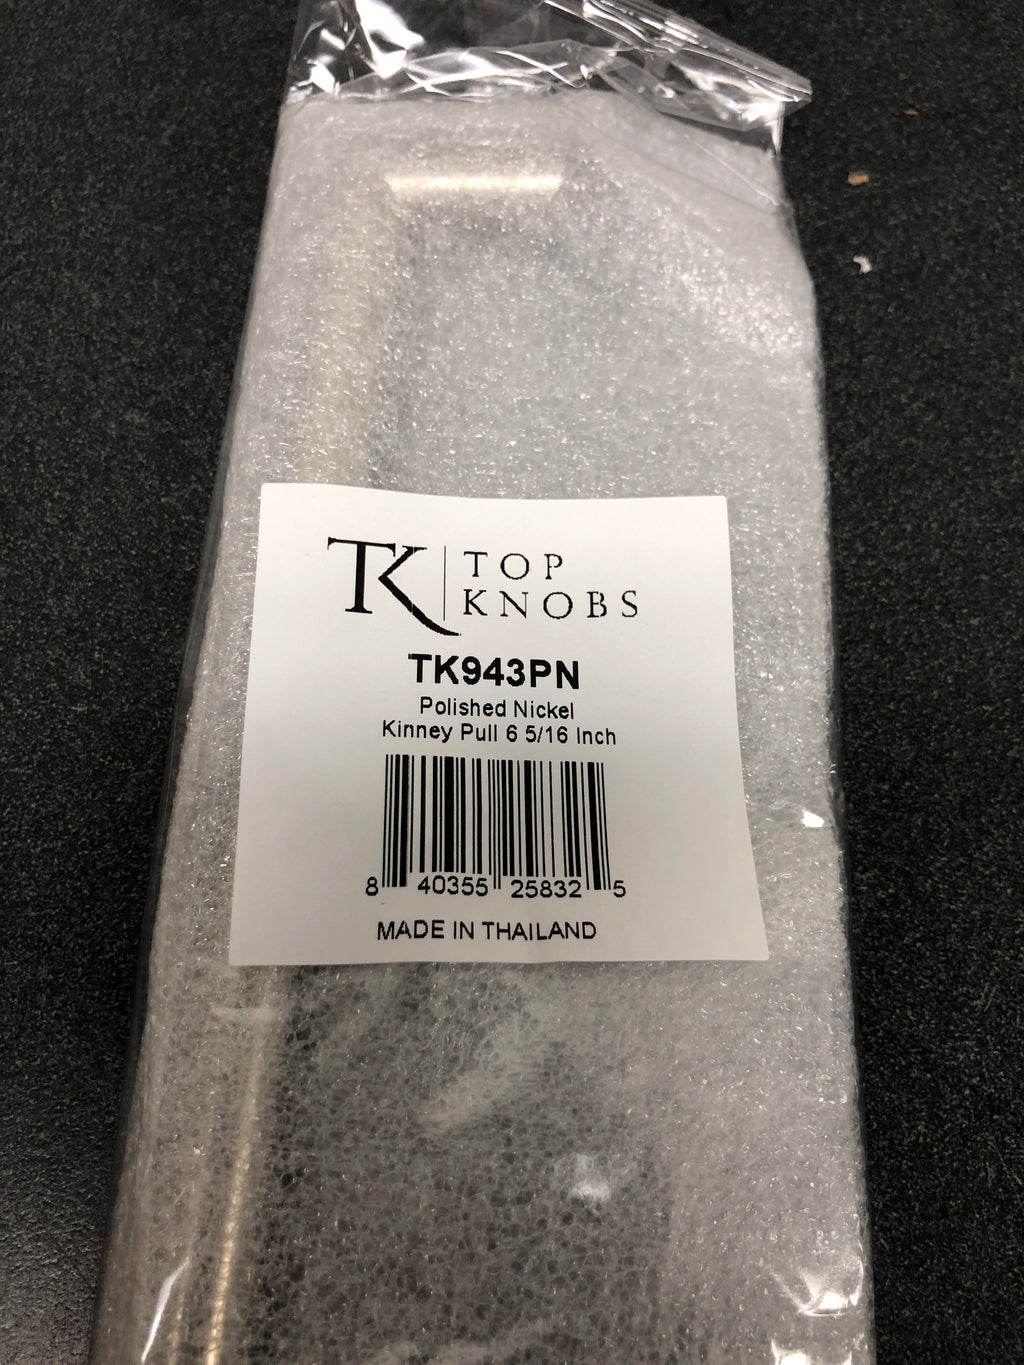 TK TOP
KNOBS
TK943PN
Polished Nickel
Kinney Pull 6 5/16 Inch
8 40355 25832 5
MADE IN THAILAND